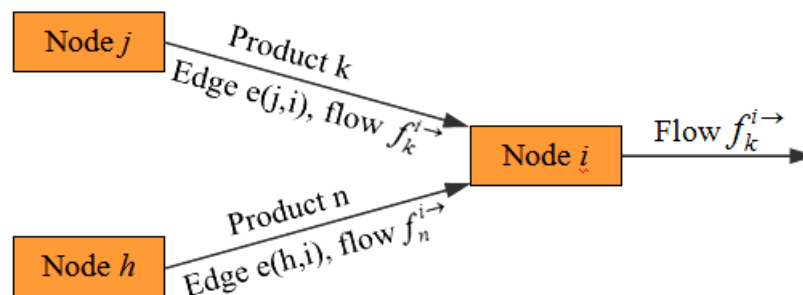 Node j
Product k
Edge e(j,i), flow f_k^{i→}
Node i
Flow f_k^{i→}
Product n
Edge e(h,i), flow f_n^{i→}
Node h